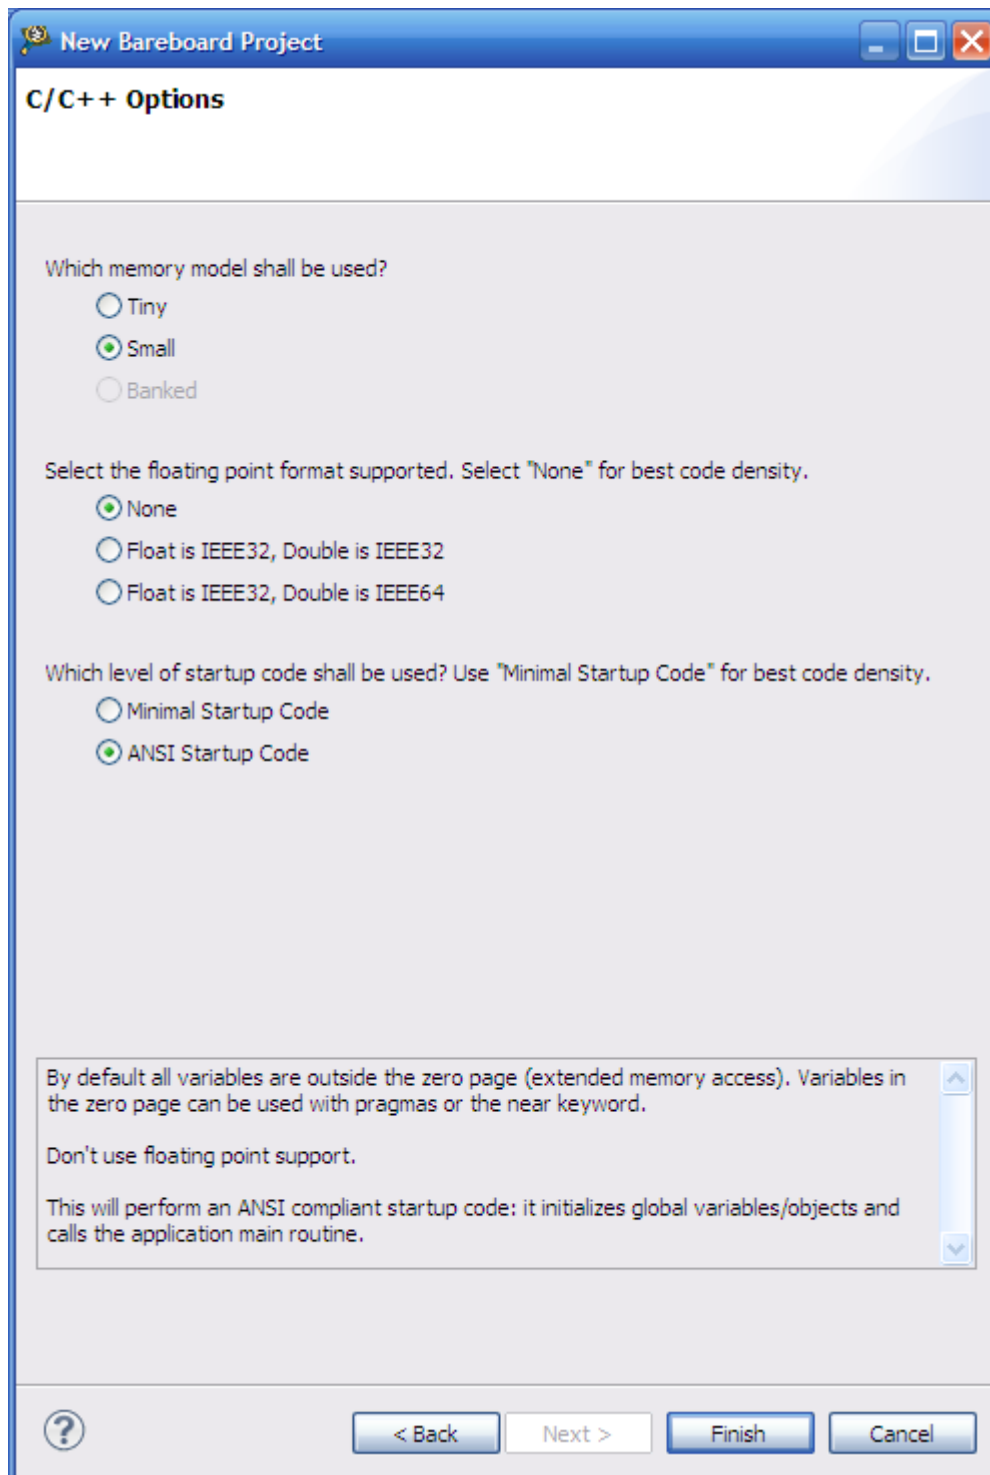 New Bareboard Project
C/C++ Options
Which memory model shall be used?
Tiny
Small
Banked
Select the floating point format supported. Select "None" for best code density.
None
Float is IEEE32, Double is IEEE32
Float is IEEE32, Double is IEEE64
Which level of startup code shall be used? Use "Minimal Startup Code" for best code density.
Minimal Startup Code
ANSI Startup Code
By default all variables are outside the zero page (extended memory access). Variables in
the zero page can be used with pragmas or the near keyword.
Don't use floating point support.
This will perform an ANSI compliant startup code: it initializes global variables/objects and
calls the application main routine.
? < Back Next > Finish Cancel